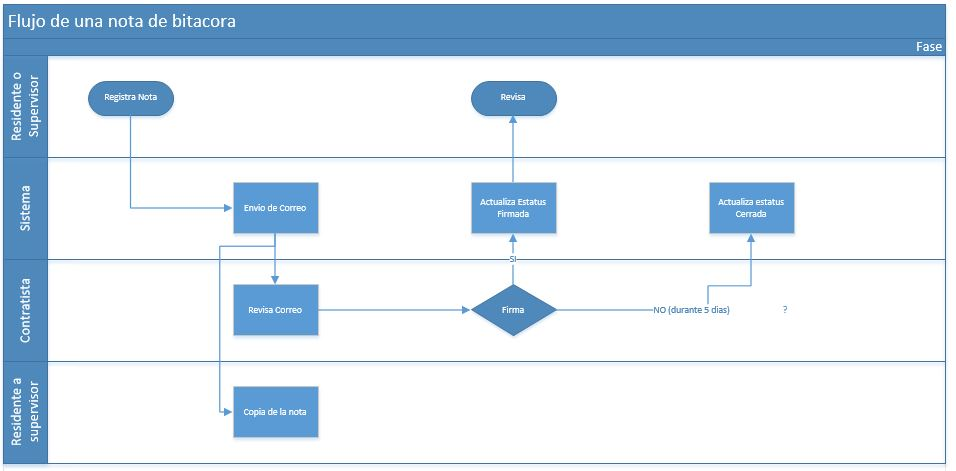 Flujo de una nota de bitacora
Fase
Residente o
Supervisor
Registra Nota
Revisa
Sistema
Envio de Correo
Actualiza Estatus
Firmada
Actualiza estatus
Cerrada
SI
Contratista
Revisa Correo
Firma
NO (durante 5 dias)
?
Residente a
supervisor
Copia de la nota